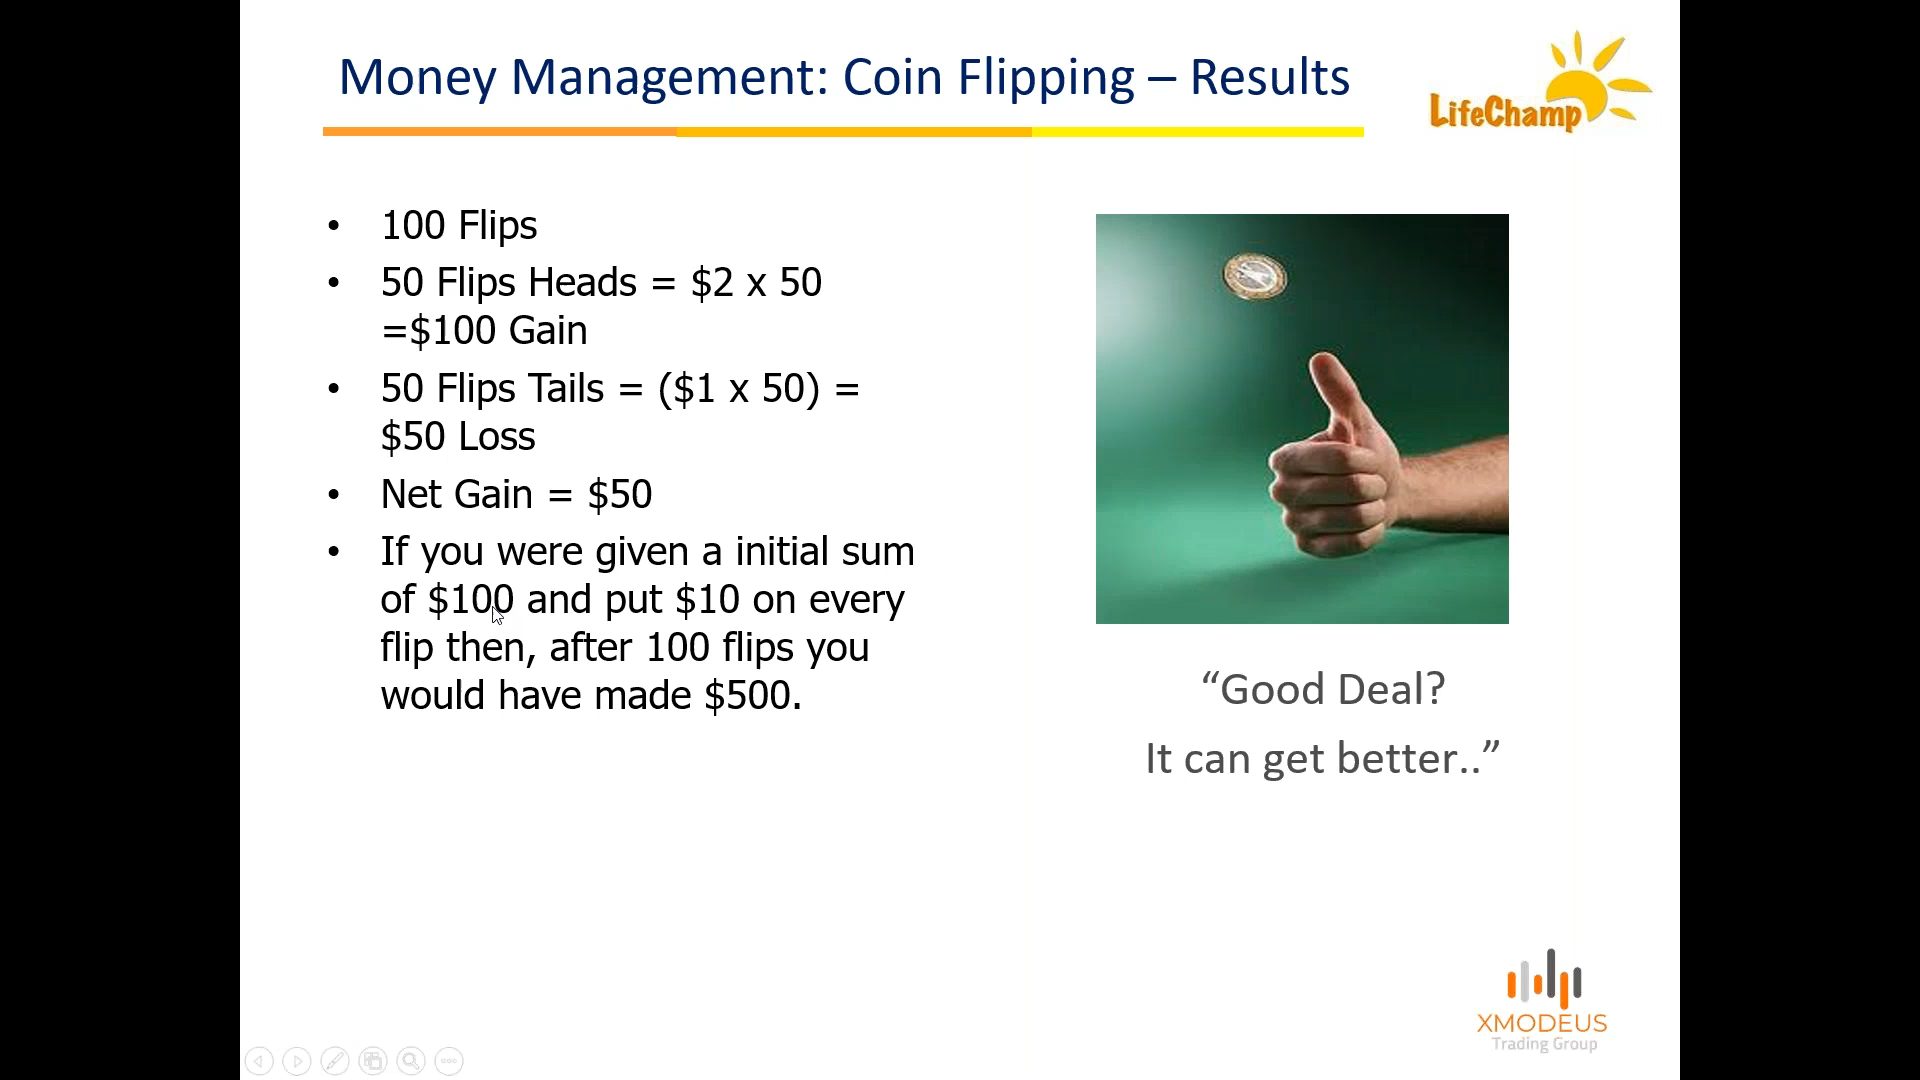 Money Management: Coin Flipping – Results
LifeChamp
• 100 Flips
• 50 Flips Heads = $2 x 50
=$100 Gain
• 50 Flips Tails = ($1 x 50) =
$50 Loss
• Net Gain = $50
• If you were given a initial sum
of $100 and put $10 on every
flip then, after 100 flips you
would have made $500.
“Good Deal?
It can get better..”
XMODEUS
Trading Group